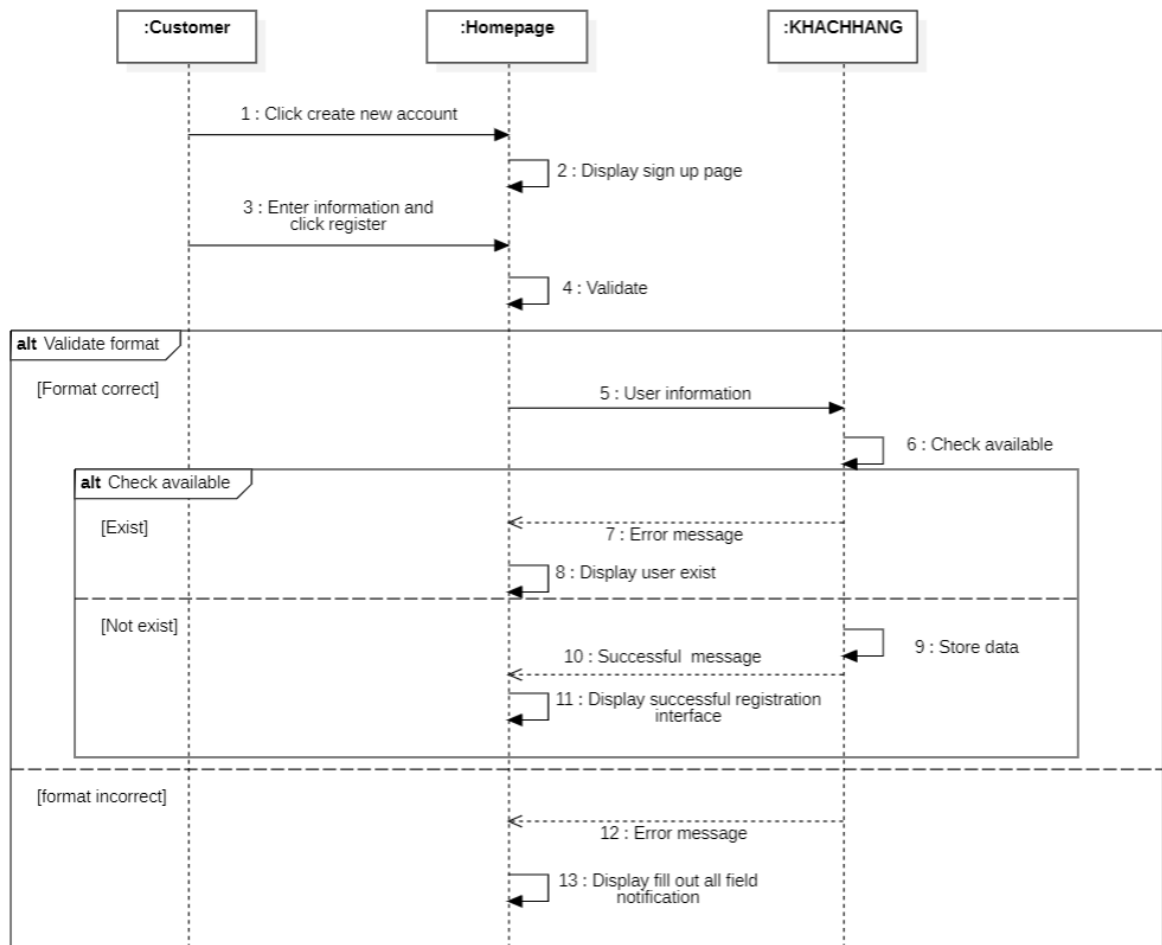 :Customer
:Homepage
:KHACHHANG
1 : Click create new account
2 : Display sign up page
3 : Enter information and
click register
4 : Validate
alt Validate format
[Format correct]
5 : User information
6 : Check available
alt Check available
[Exist]
7 : Error message
8 : Display user exist
[Not exist]
9 : Store data
10 : Successful  message
11 : Display successful registration
interface
[format incorrect]
12 : Error message
13 : Display fill out all field
notification